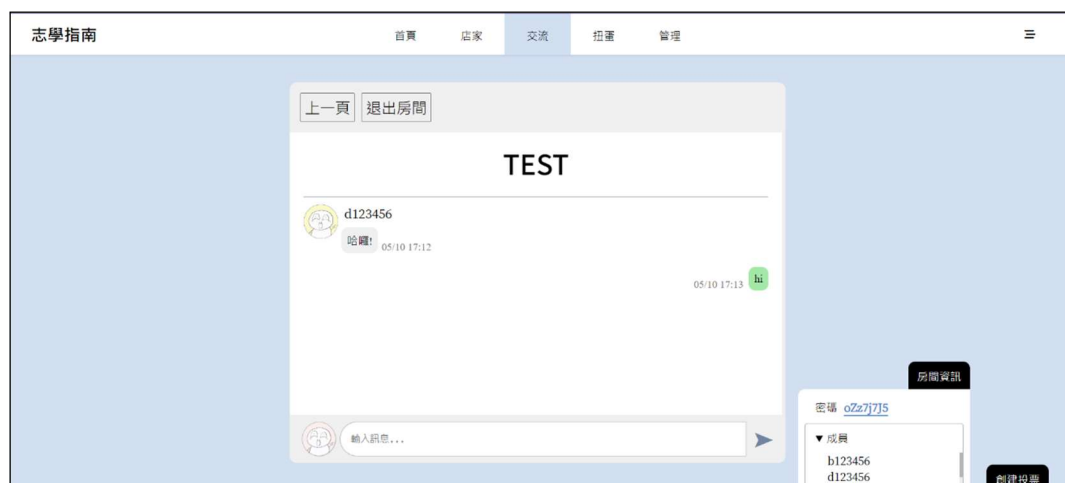 志學指南
首頁 店家 交流 扭蛋 管理
上一頁 退出房間
TEST
d123456
哈囉! 05/10 17:12
05/10 17:13 hi
輸入訊息...
房間資訊
密碼 oZz7j7J5
▼ 成員
b123456
d123456
創建投票